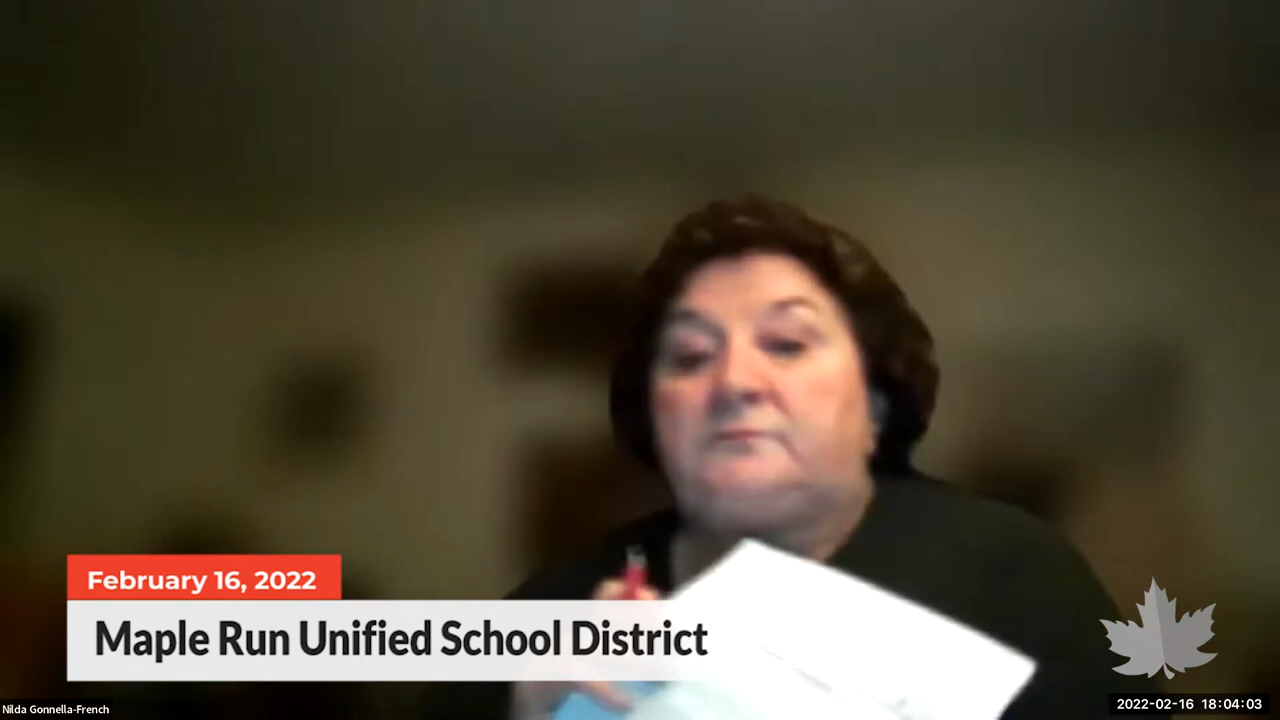 February 16, 2022
Maple Run Unified School District
Nilda Gonnella-French
2022-02-16 18:04:03